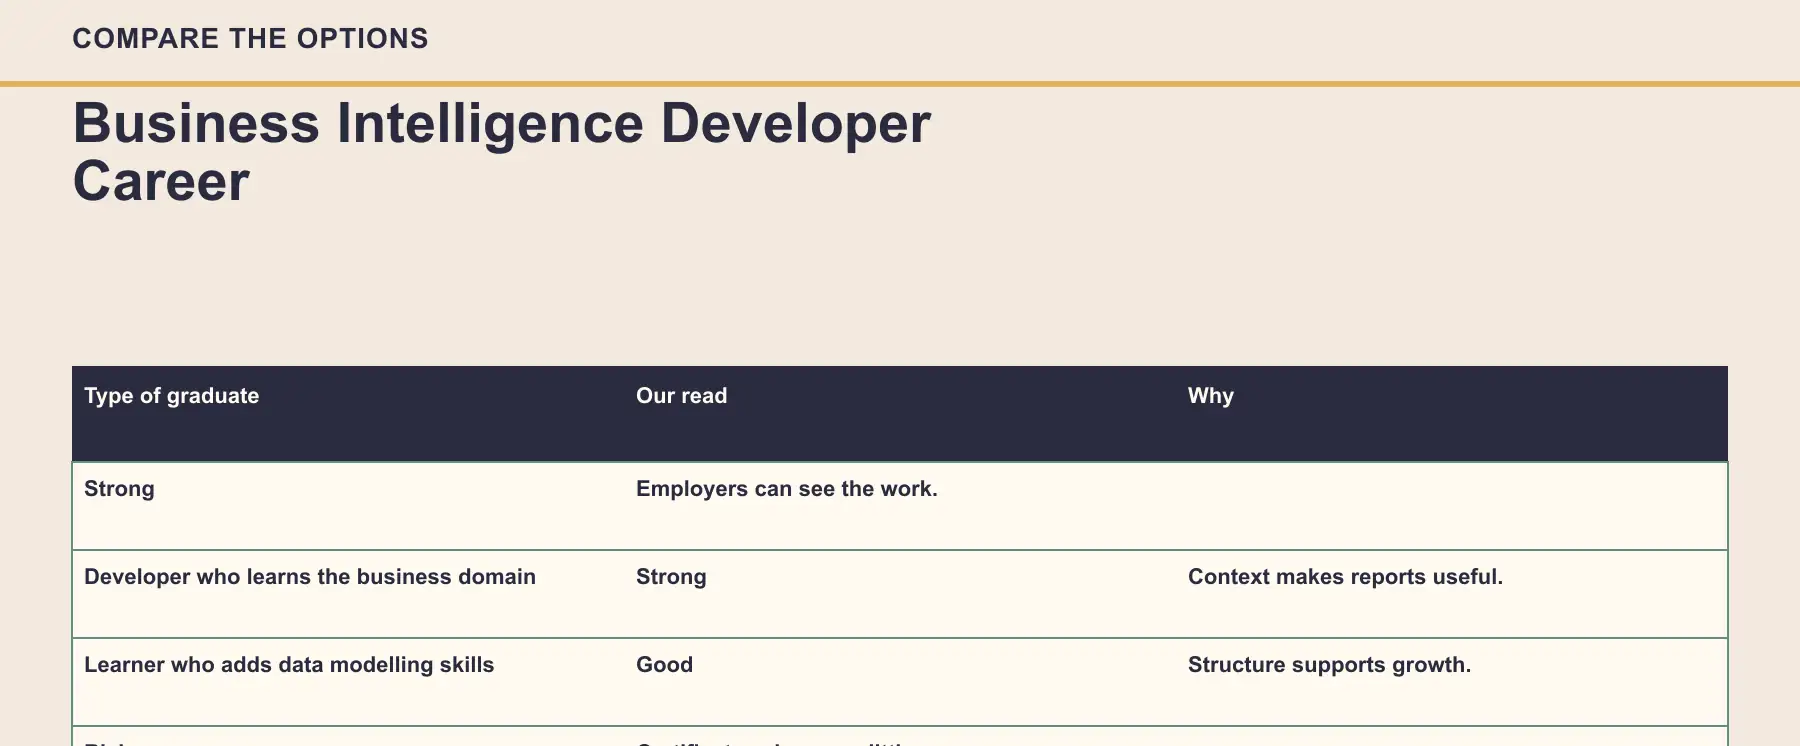 COMPARE THE OPTIONS
Business Intelligence Developer
Career
Type of graduate Our read Why
Strong Employers can see the work.
Developer who learns the business domain Strong Context makes reports useful.
Learner who adds data modelling skills Good Structure supports growth.